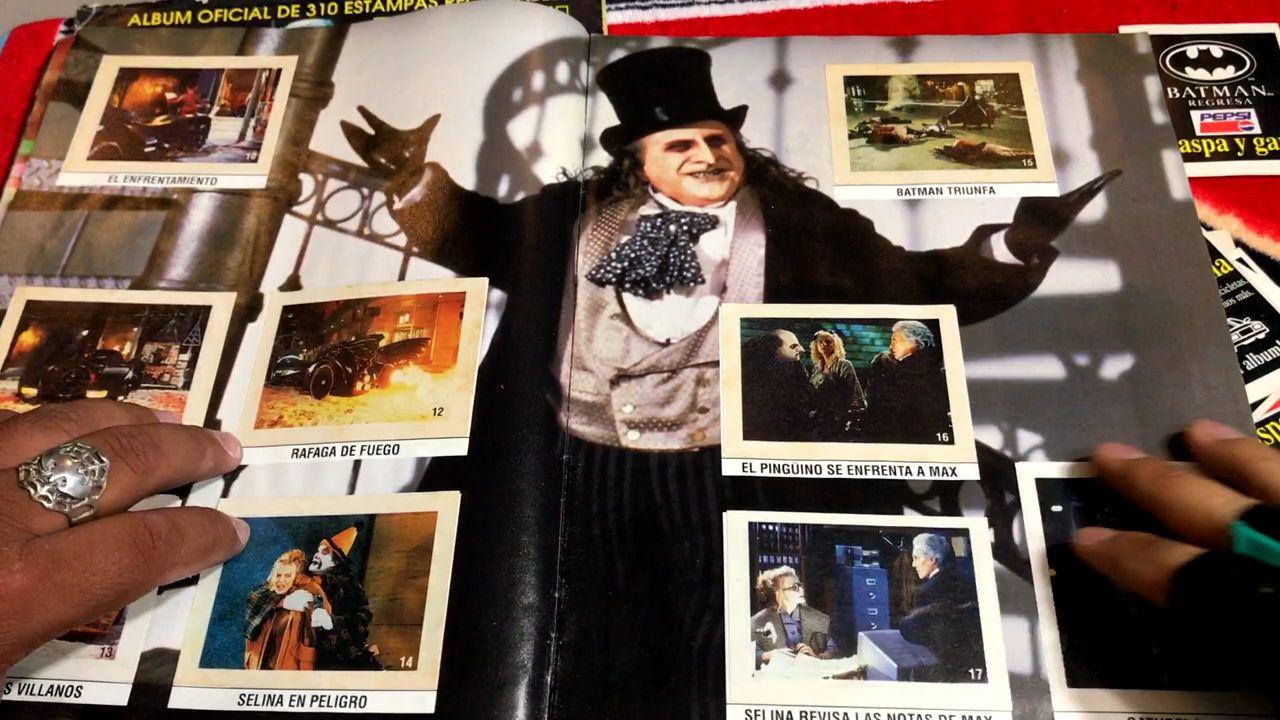 ALBUM OFICIAL DE 310 ESTAMPAS
10
EL ENFRENTAMIENTO
15
BATMAN TRIUNFA
BATMAN
REGRESA
PEPSI
aspa y ga
12
RAFAGA DE FUEGO
16
EL PINGÜINO SE ENFRENTA A MAX
13
S VILLANOS
14
SELINA EN PELIGRO
17
SELINA REVISA LAS NOTAS DE MAX
album